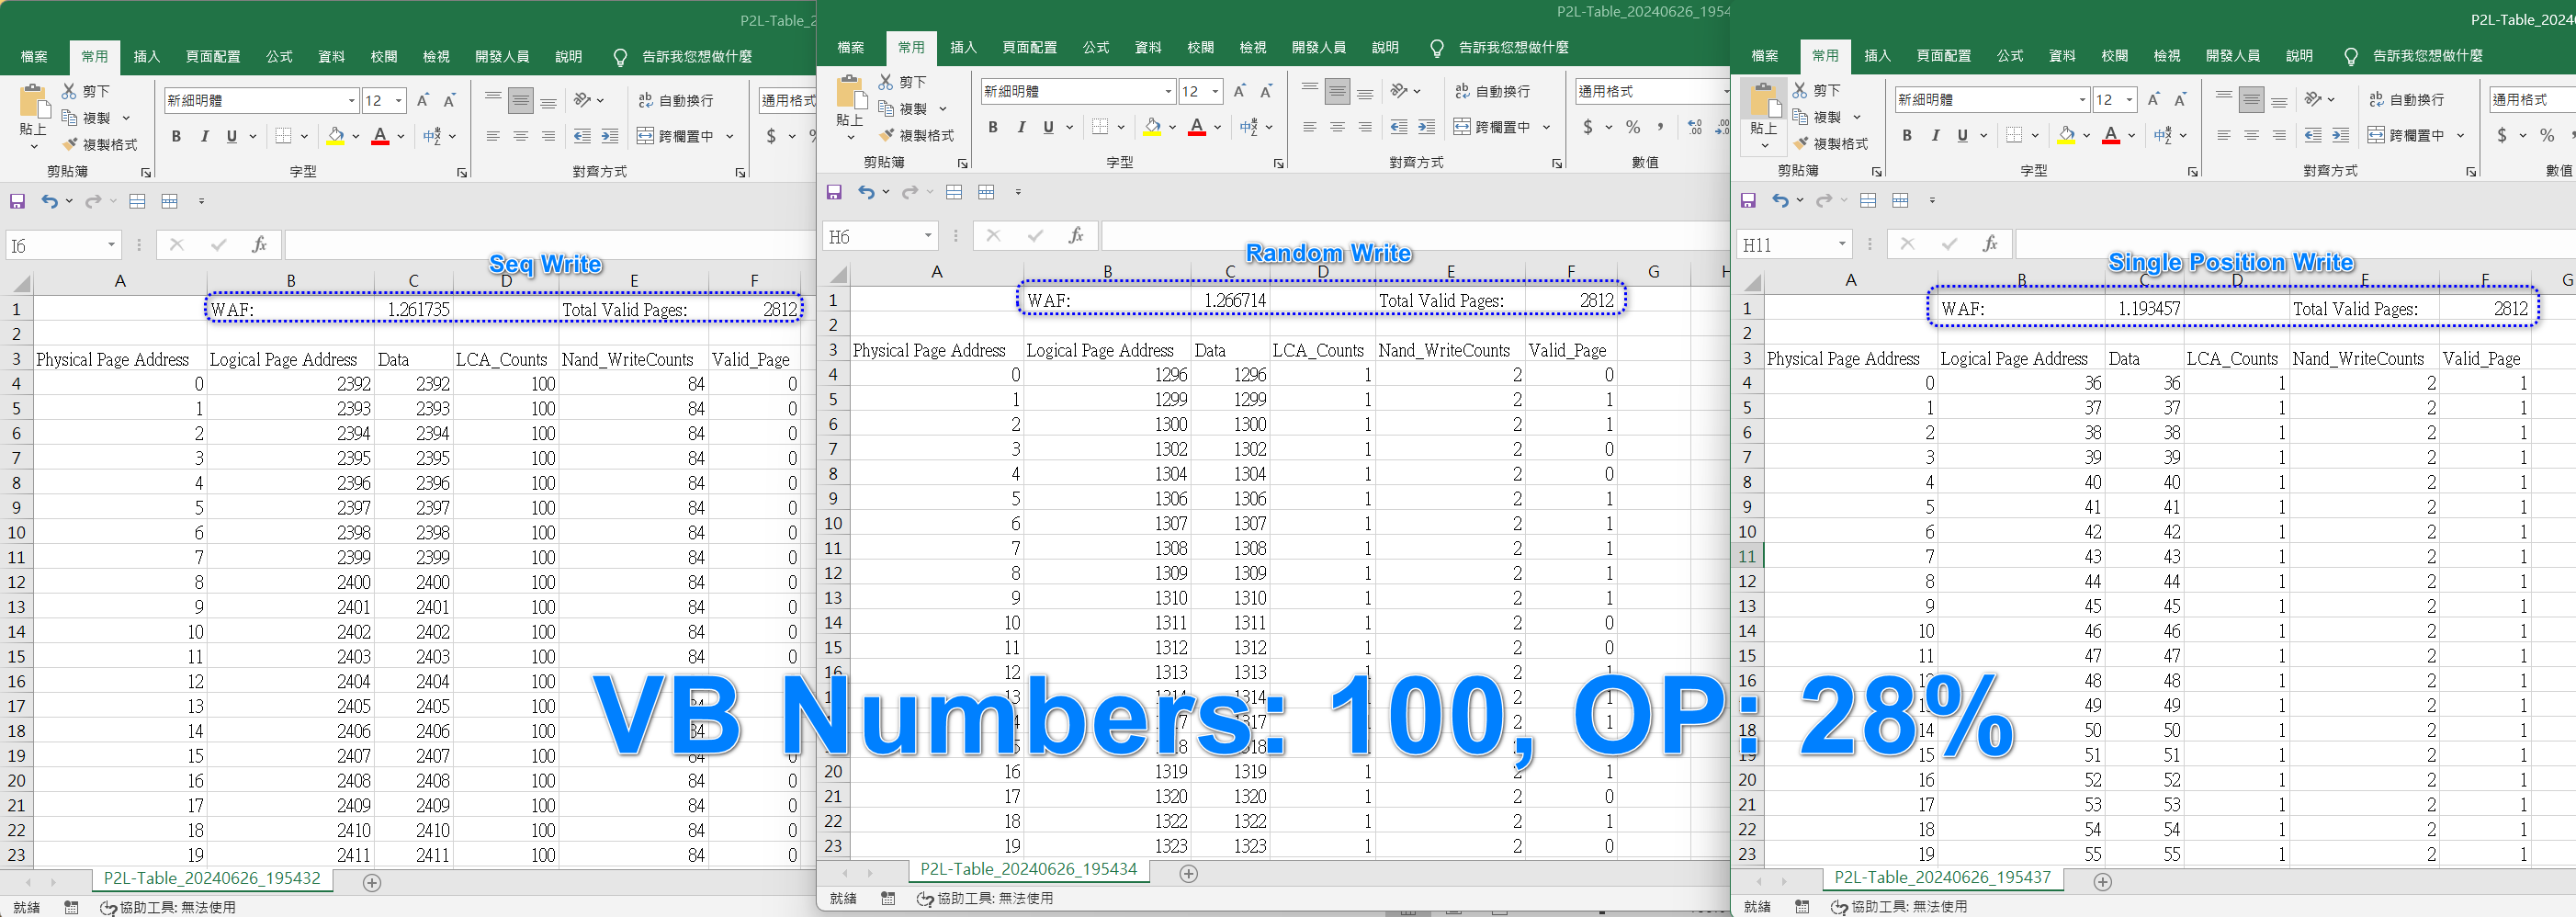 P2L-Table_2
檔案 常用 插入 頁面配置 公式 資料 校閱 檢視 開發人員 說明 告訴我您想做什麼
貼上 剪下 複製 複製格式
新細明體 12
B I U A 中
自動換行
跨欄置中
通用格式
$ %
剪貼簿 字型 對齊方式
I6 fx
Seq Write
A B C D E F
1 WAF: 1.261735 Total Valid Pages: 2812
2
3 Physical Page Address Logical Page Address Data LCA_Counts Nand_WriteCounts Valid_Page
4 0 2392 2392 100 84 0
5 1 2393 2393 100 84 0
6 2 2394 2394 100 84 0
7 3 2395 2395 100 84 0
8 4 2396 2396 100 84 0
9 5 2397 2397 100 84 0
10 6 2398 2398 100 84 0
11 7 2399 2399 100 84 0
12 8 2400 2400 100 84 0
13 9 2401 2401 100 84 0
14 10 2402 2402 100 84 0
15 11 2403 2403 100 84 0
16 12 2404 2404 100 84 0
17 13 2405 2405 100
18 14 2406 2406 100
19 15 2407 2407 100
20 16 2408 2408 100 84 0
21 17 2409 2409 100 84 0
22 18 2410 2410 100 84 0
23 19 2411 2411 100 84 0
P2L-Table_20240626_195432
就緒 協助工具: 無法使用
P2L-Table_20240626_1954
檔案 常用 插入 頁面配置 公式 資料 校閱 檢視 開發人員 說明 告訴我您想做什麼
貼上 剪下 複製 複製格式
新細明體 12
B I U A 中
自動換行
跨欄置中
通用格式
$ % ,
剪貼簿 字型 對齊方式 數值
H6 fx
Random Write
A B C D E F G H
1 WAF: 1.266714 Total Valid Pages: 2812
2
3 Physical Page Address Logical Page Address Data LCA_Counts Nand_WriteCounts Valid_Page
4 0 1296 1296 1 2 0
5 1 1299 1299 1 2 1
6 2 1300 1300 1 2 1
7 3 1302 1302 1 2 0
8 4 1304 1304 1 2 0
9 5 1306 1306 1 2 1
10 6 1307 1307 1 2 1
11 7 1308 1308 1 2 1
12 8 1309 1309 1 2 1
13 9 1310 1310 1 2 1
14 10 1311 1311 1 2 0
15 11 1312 1312 1 2 0
16 12 1313 1313 1 2 1
20 16 1319 1319 1 2 1
21 17 1320 1320 1 2 0
22 18 1322 1322 1 2 1
23 19 1323 1323 1 2 0
P2L-Table_20240626_195434
就緒 協助工具: 無法使用
P2L-Table_2024
檔案 常用 插入 頁面配置 公式 資料 校閱 檢視 開發人員 說明 告訴我您想做什麼
貼上 剪下 複製 複製格式
新細明體 12
B I U A 中
自動換行
跨欄置中
通用格式
$ %
剪貼簿 字型 對齊方式 數值
H11 fx
Single Position Write
A B C D E F G
1 WAF: 1.193457 Total Valid Pages: 2812
2
3 Physical Page Address Logical Page Address Data LCA_Counts Nand_WriteCounts Valid_Page
4 0 36 36 1 2 1
5 1 37 37 1 2 1
6 2 38 38 1 2 1
7 3 39 39 1 2 1
8 4 40 40 1 2 1
9 5 41 41 1 2 1
10 6 42 42 1 2 1
11 7 43 43 1 2 1
12 8 44 44 1 2 1
13 9 45 45 1 2 1
14 10 46 46 1 2 1
15 11 47 47 1 2 1
16 48 48 1 2 1
17 49 49 1 2 1
18 14 50 50 1 2 1
19 15 51 51 1 2 1
20 16 52 52 1 2 1
21 17 53 53 1 2 1
22 18 54 54 1 2 1
23 19 55 55 1 2 1
P2L-Table_20240626_195437
就緒 協助工具: 無法使用
VB Numbers: 100, OP: 28%